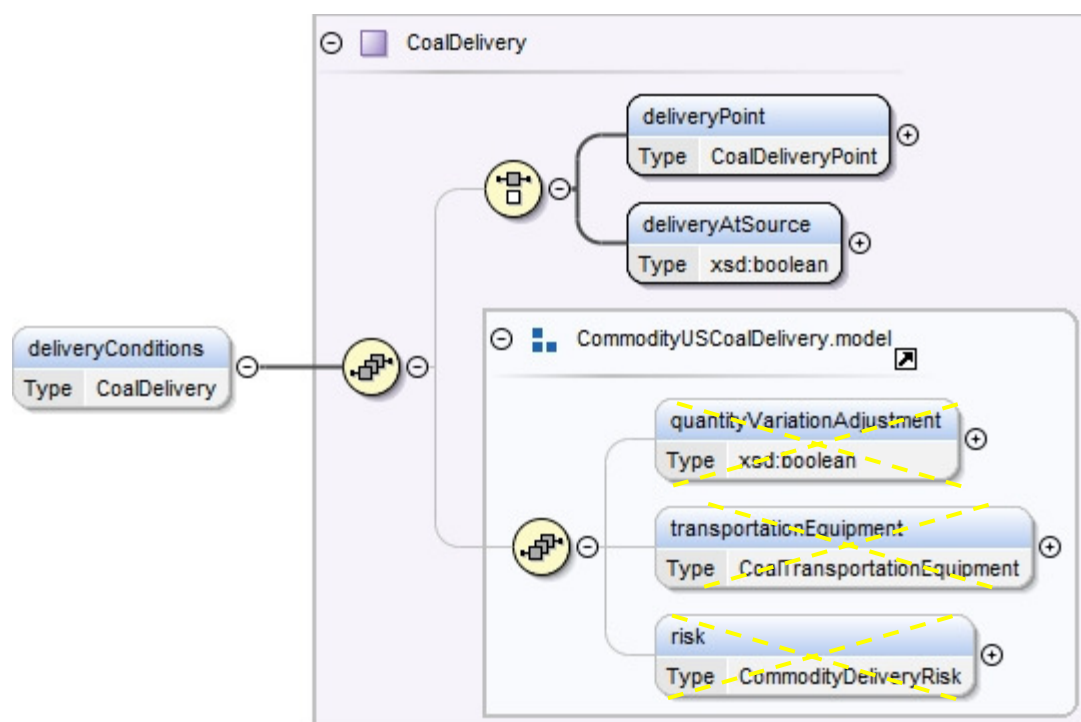 CoalDelivery
deliveryPoint
Type CoalDeliveryPoint
deliveryAtSource
Type xsd:boolean
CommodityUSCoalDelivery.model
deliveryConditions
Type CoalDelivery
quantityVariationAdjustment
Type xsd:boolean
transportationEquipment
Type CoalTransportationEquipment
risk
Type CommodityDeliveryRisk